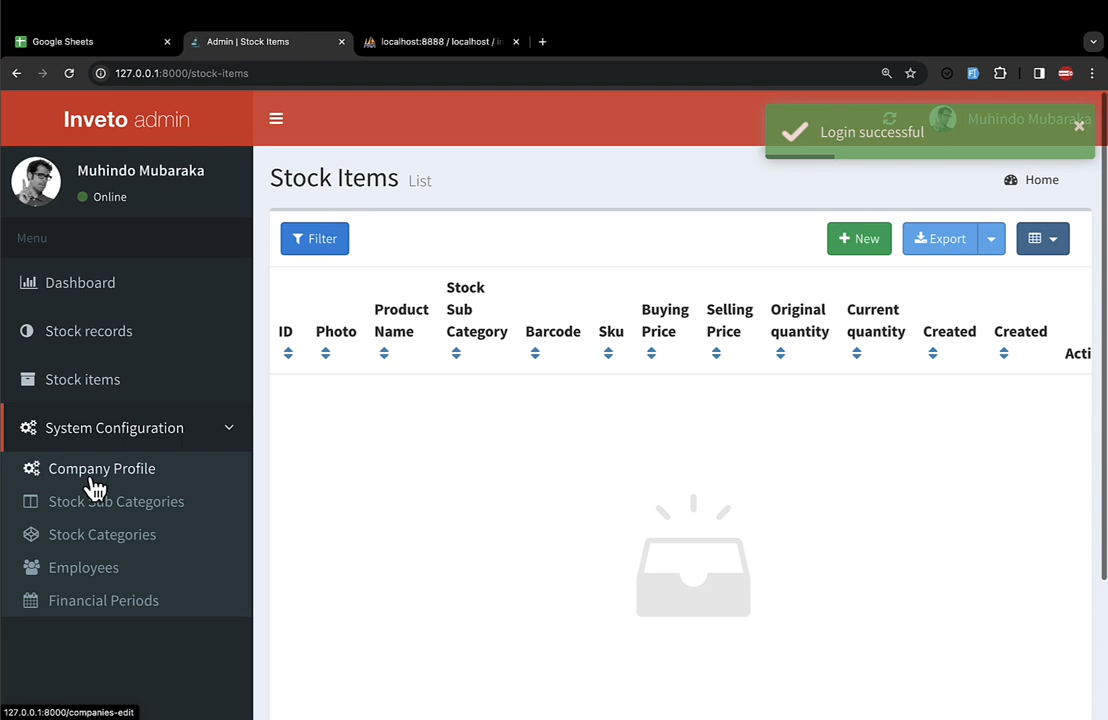 Google Sheets
Admin | Stock Items
localhost:8888 / localhost / in
127.0.0.1:8000/stock-items
Inveto admin
Muhindo Mubaraka
Login successful
Muhindo Mubaraka
Online
Stock Items List
Home
Menu
Filter
New
Export
Dashboard
Stock records
Stock items
System Configuration
Company Profile
Stock Sub Categories
Stock Categories
Employees
Financial Periods
ID
Photo
Product
Name
Stock
Sub
Category
Barcode
Sku
Buying
Price
Selling
Price
Original
quantity
Current
quantity
Created
Created
Acti
127.0.0.1:8000/companies-edit